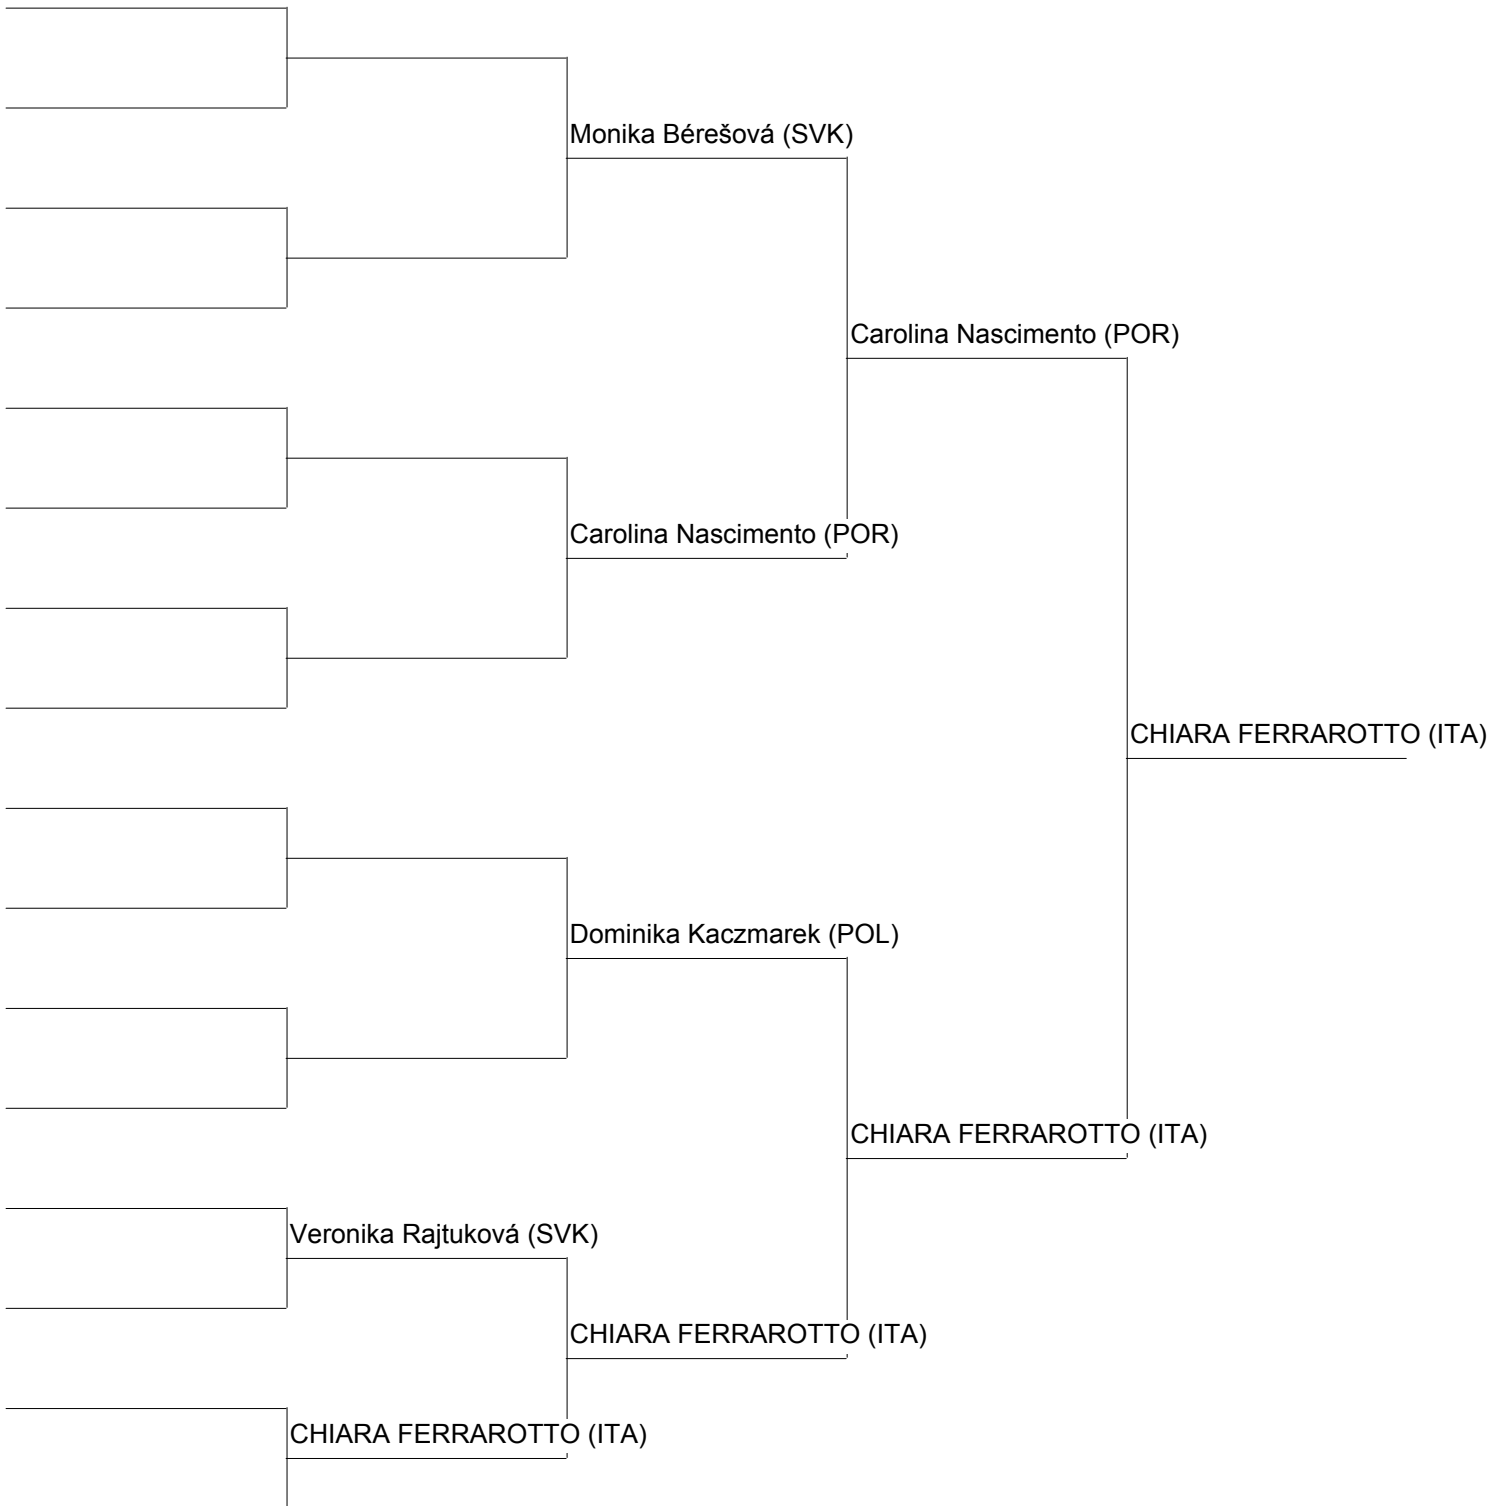 Monika Bérešová (SVK)
Carolina Nascimento (POR)
Carolina Nascimento (POR)
CHIARA FERRAROTTO (ITA)
Dominika Kaczmarek (POL)
CHIARA FERRAROTTO (ITA)
Veronika Rajtuková (SVK)
CHIARA FERRAROTTO (ITA)
CHIARA FERRAROTTO (ITA)